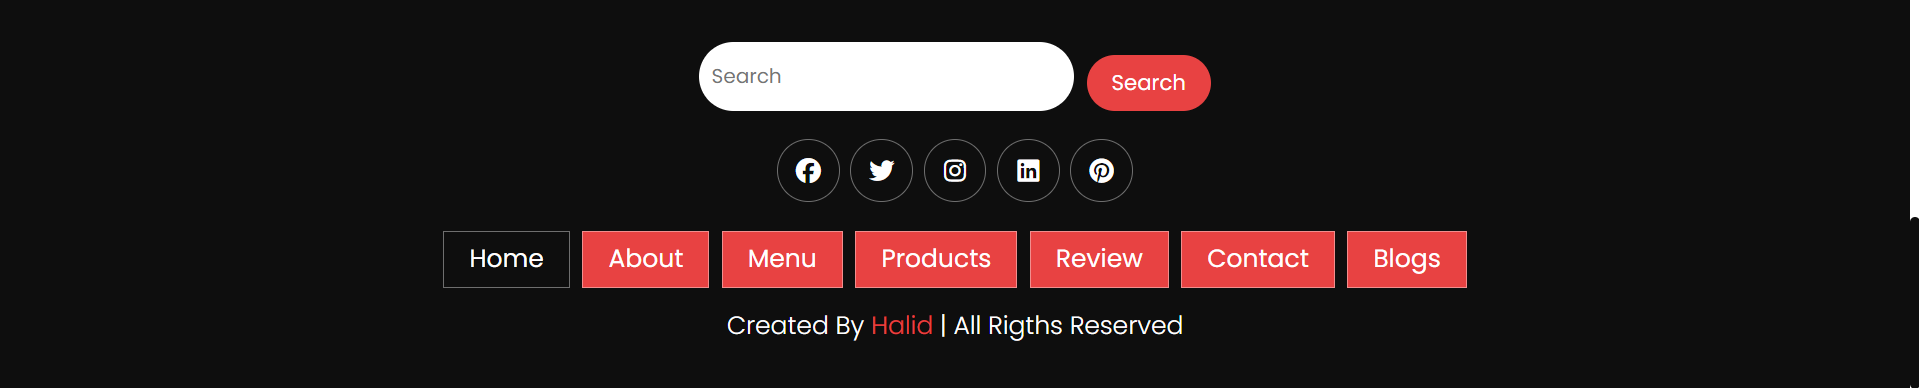 Search Search
Home About Menu Products Review Contact Blogs
Created By Halid | All Rigths Reserved